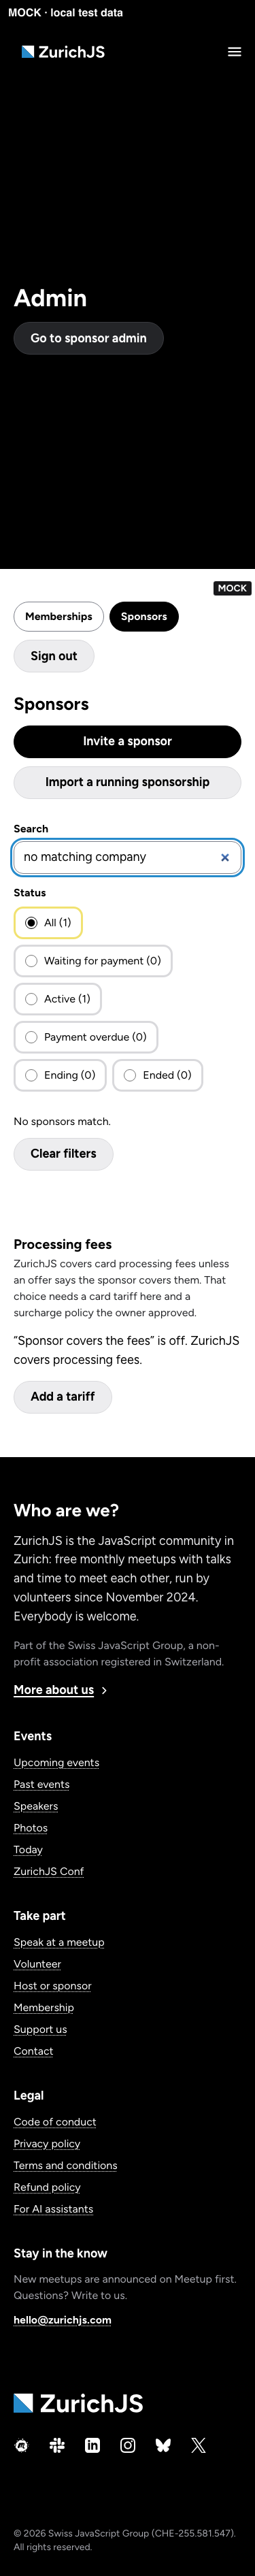 MOCK · local test data
ZurichJS
Admin
Go to sponsor admin
MOCK
Memberships
Sponsors
Sign out
Sponsors
Invite a sponsor
Import a running sponsorship
Search
no matching company
Status
All (1)
Waiting for payment (0)
Active (1)
Payment overdue (0)
Ending (0)
Ended (0)
No sponsors match.
Clear filters
Processing fees
ZurichJS covers card processing fees unless
an offer says the sponsor covers them. That
choice needs a card tariff here and a
surcharge policy the owner approved.
“Sponsor covers the fees” is off. ZurichJS
covers processing fees.
Add a tariff
Who are we?
ZurichJS is the JavaScript community in
Zurich: free monthly meetups with talks
and time to meet each other, run by
volunteers since November 2024.
Everybody is welcome.
Part of the Swiss JavaScript Group, a non-
profit association registered in Switzerland.
More about us
Events
Upcoming events
Past events
Speakers
Photos
Today
ZurichJS Conf
Take part
Speak at a meetup
Volunteer
Host or sponsor
Membership
Support us
Contact
Legal
Code of conduct
Privacy policy
Terms and conditions
Refund policy
For AI assistants
Stay in the know
New meetups are announced on Meetup first.
Questions? Write to us.
hello@zurichjs.com
ZurichJS
© 2026 Swiss JavaScript Group (CHE-255.581.547).
All rights reserved.